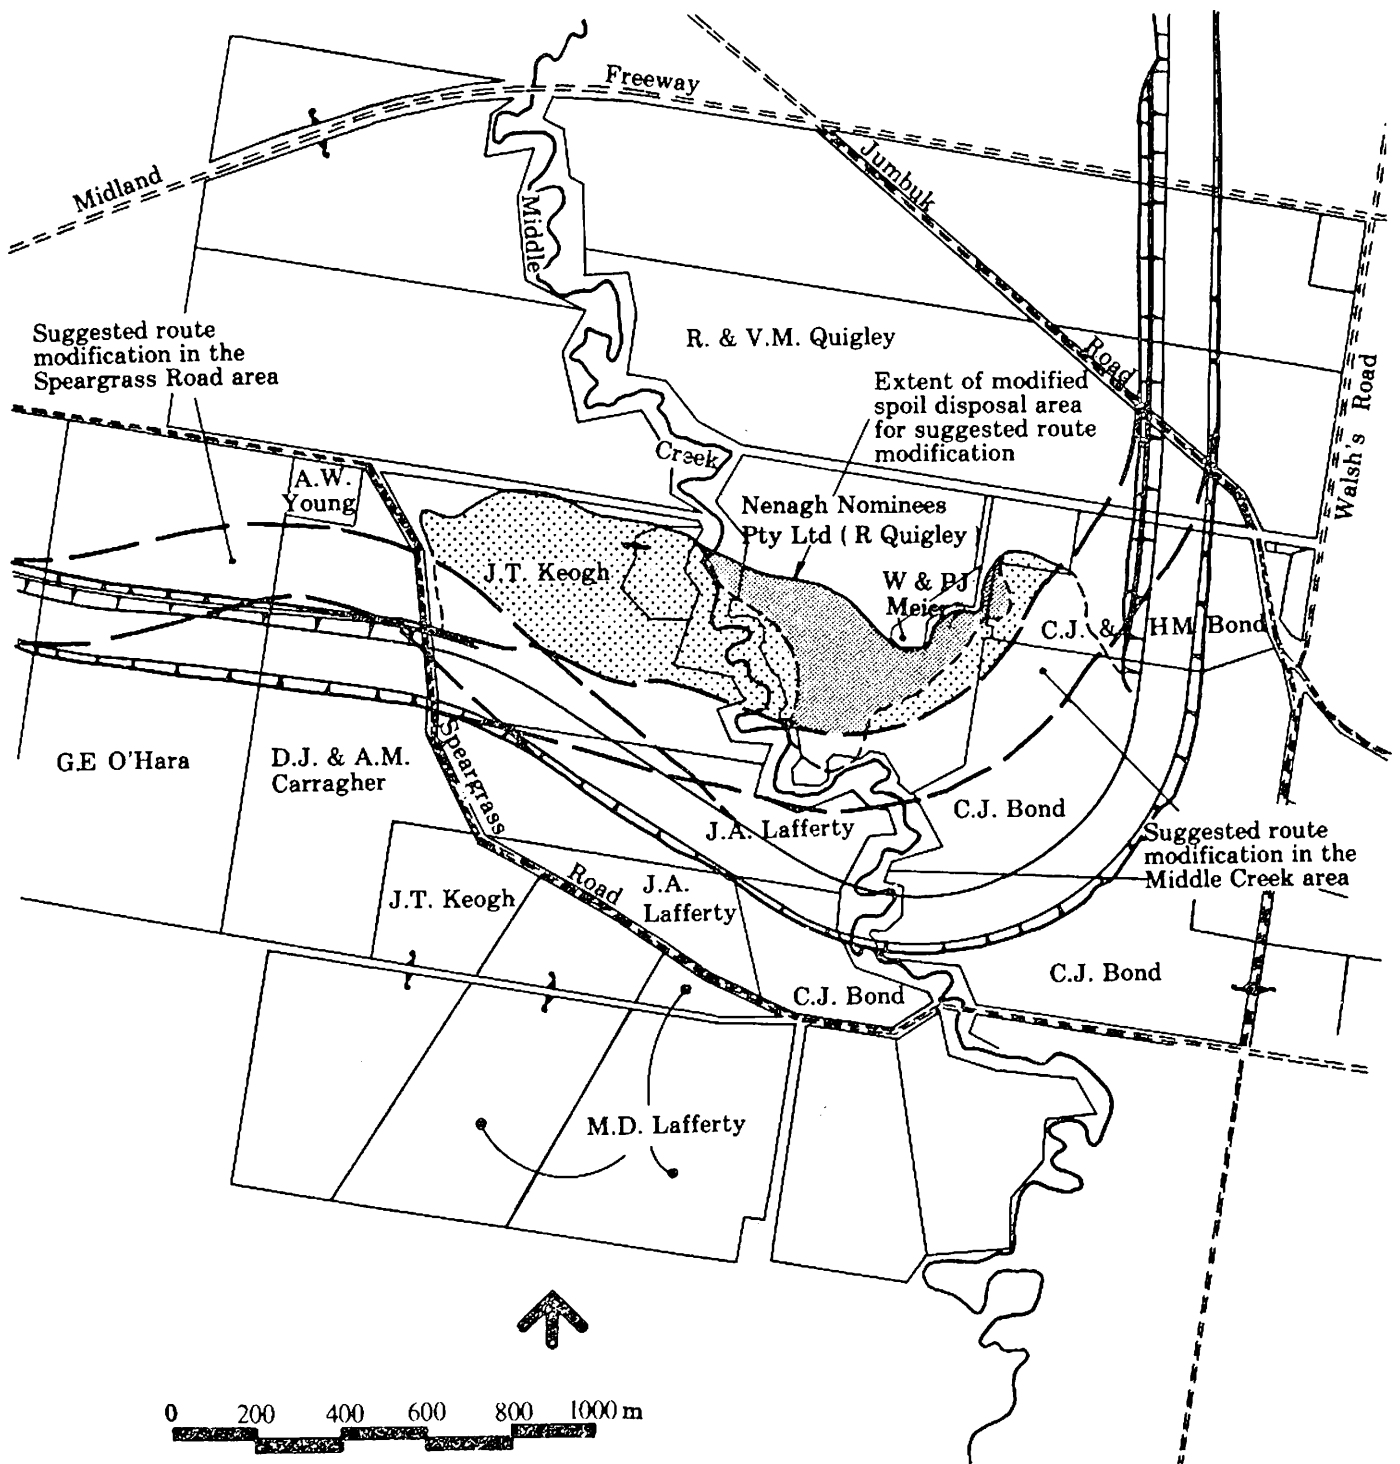 Freeway
Midland
Jumbuk
Middle
Suggested route
modification in the
Speargrass Road area
R. & V.M. Quigley
Road
Walsh's Road
Extent of modified
spoil disposal area
for suggested route
modification
Creek
A.W.
Young
Nenagh Nominees
Pty Ltd ( R Quigley )
J.T. Keogh
W & PJ
Meier
C.J. & HM Bond
G.E O'Hara
D.J. & A.M.
Carragher
Speargrass
C.J. Bond
J.A. Lafferty
Suggested route
modification in the
Middle Creek area
Road
J.T. Keogh
J.A.
Lafferty
C.J. Bond
C.J. Bond
M.D. Lafferty
0 200 400 600 800 1000 m